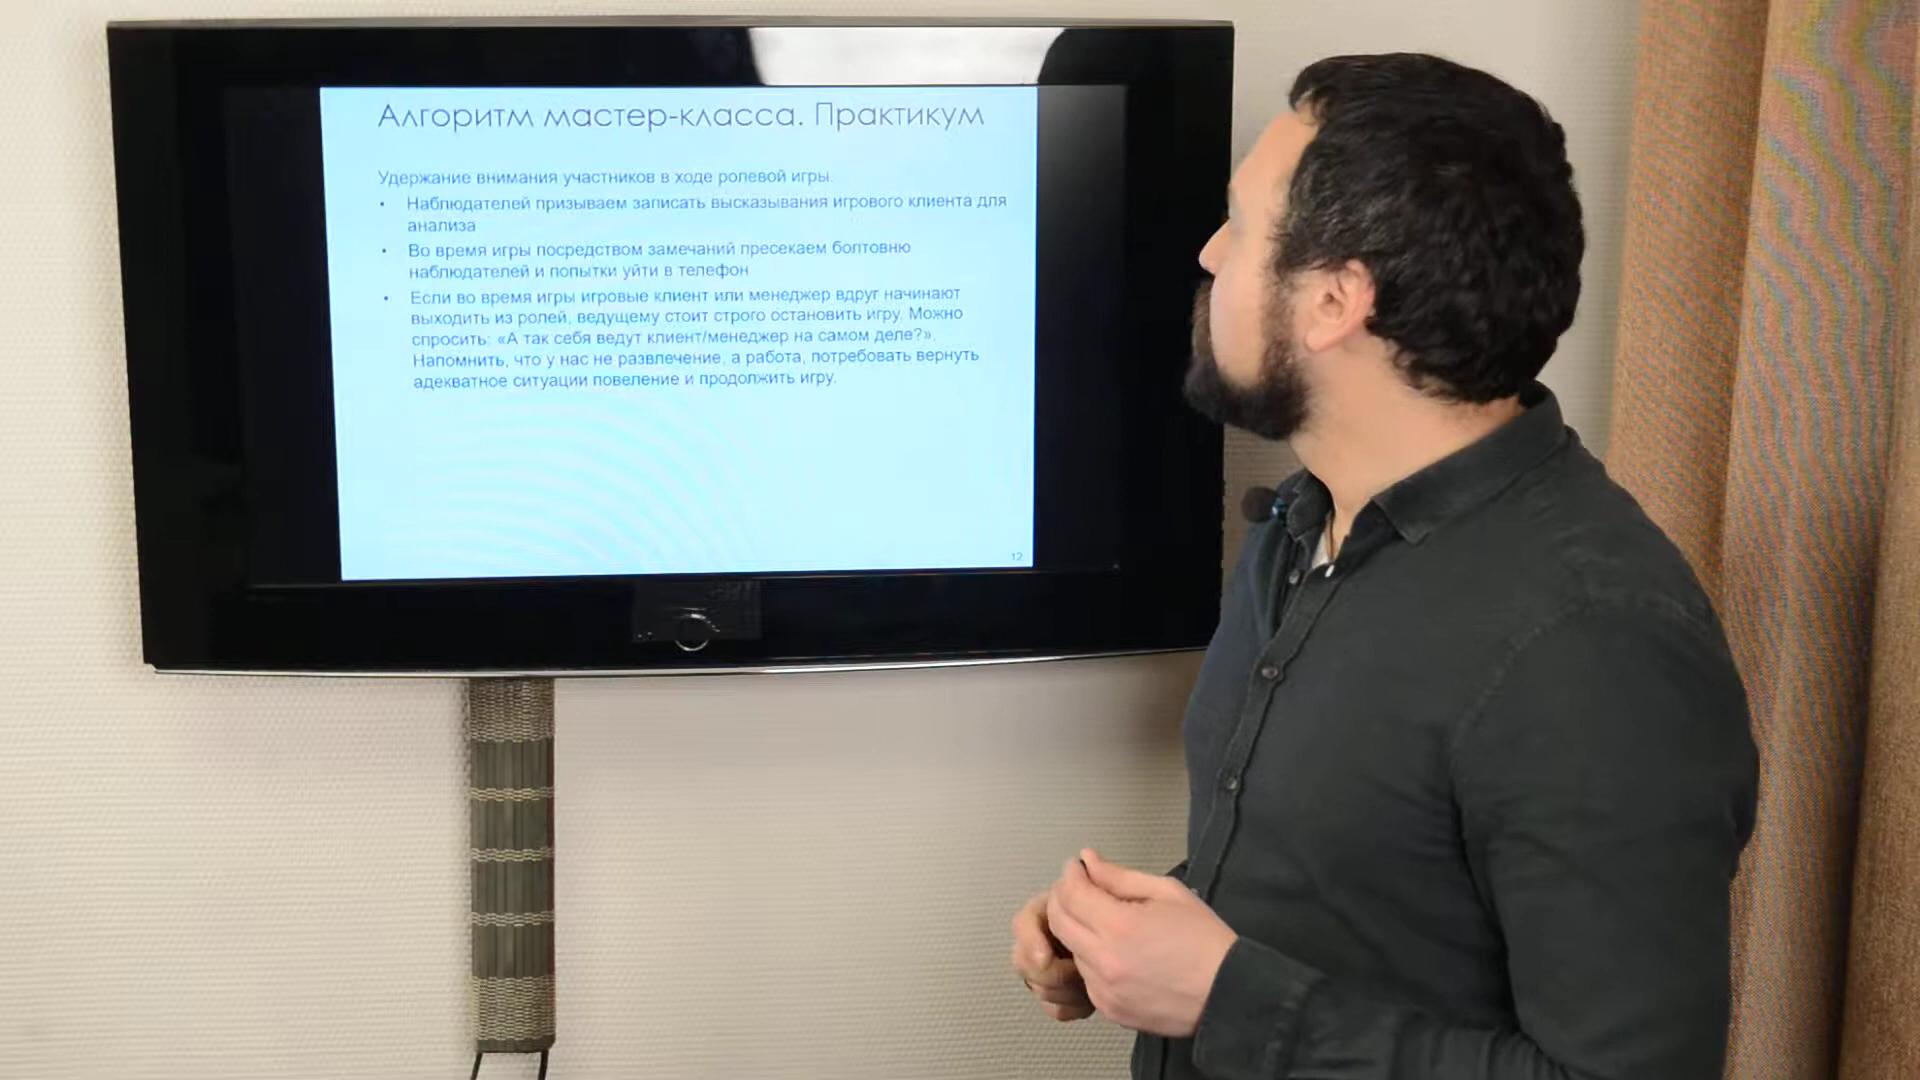 Алгоритм мастер-класса. Практикум
Удержание внимания участников в ходе ролевой игры.
• Наблюдателей призываем записать высказывания игрового клиента для
анализа
• Во время игры посредством замечаний пресекаем болтовню
наблюдателей и попытки уйти в телефон
• Если во время игры игровые клиент или менеджер вдруг начинают
выходить из ролей, ведущему стоит строго остановить игру. Можно
спросить: «А так себя ведут клиент/менеджер на самом деле?».
Напомнить, что у нас не развлечение, а работа, потребовать вернуть
адекватное ситуации повеление и продолжить игру.
12